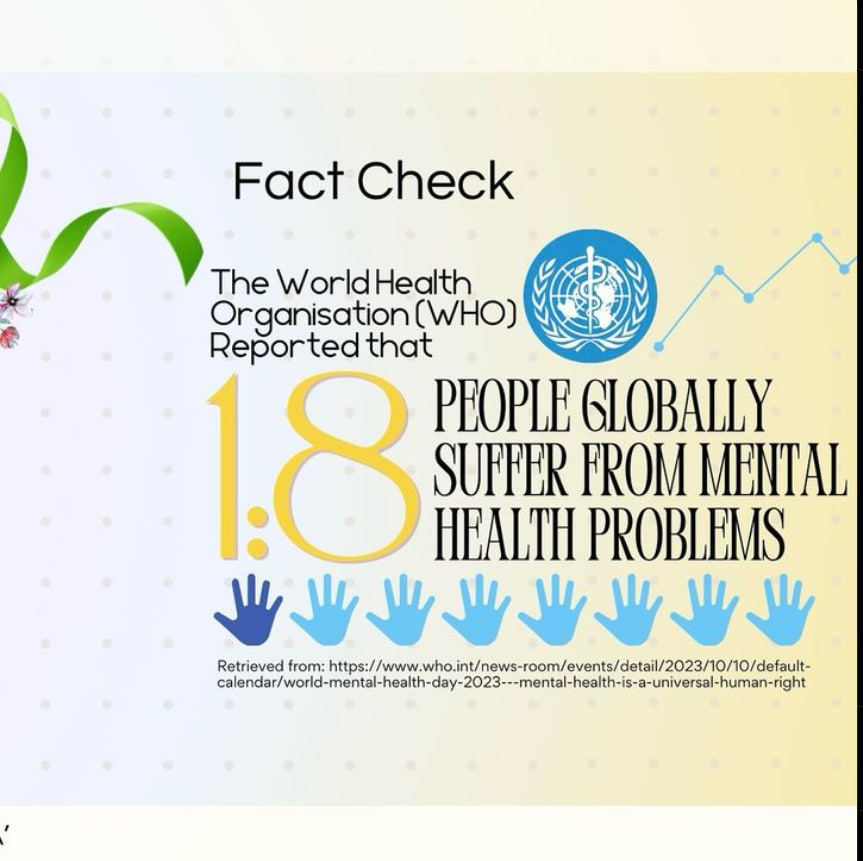 Fact Check
The World Health
Organisation (WHO)
Reported that
1:8
PEOPLE GLOBALLY
SUFFER FROM MENTAL
HEALTH PROBLEMS
Retrieved from: https://www.who.int/news-room/events/detail/2023/10/10/default-
calendar/world-mental-health-day-2023---mental-health-is-a-universal-human-right